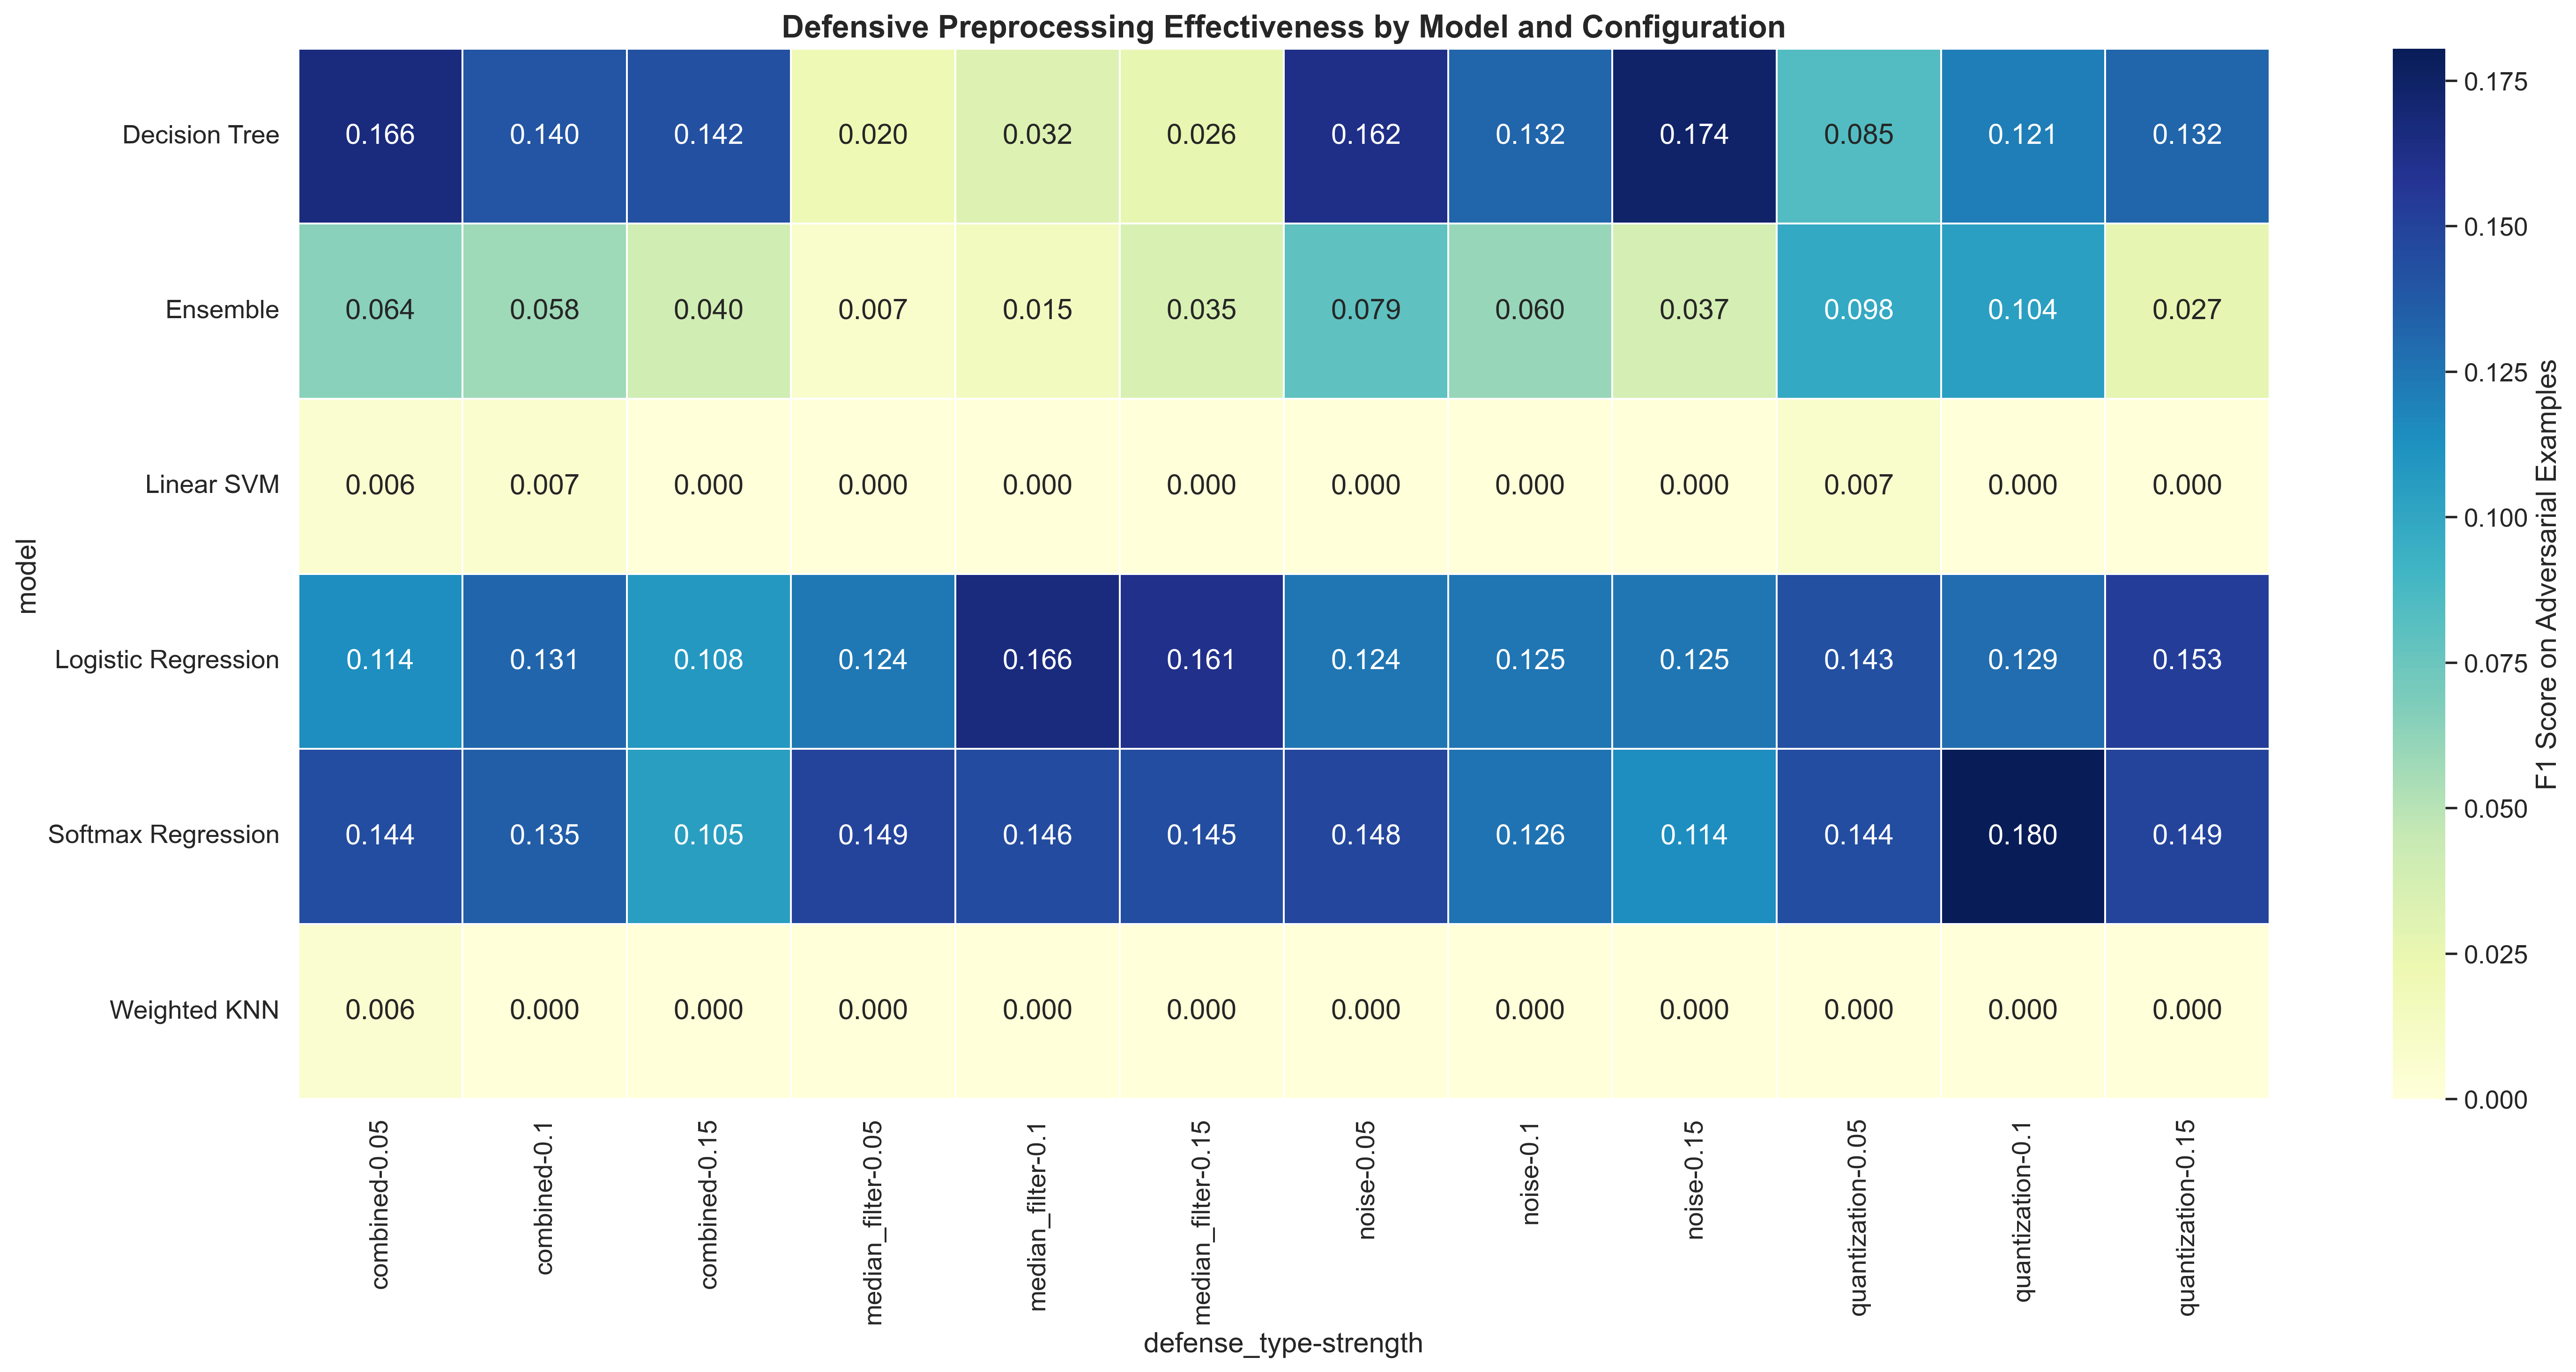 Defensive Preprocessing Effectiveness by Model and Configuration
model
Decision Tree 0.166 0.140 0.142 0.020 0.032 0.026 0.162 0.132 0.174 0.085 0.121 0.132
Ensemble 0.064 0.058 0.040 0.007 0.015 0.035 0.079 0.060 0.037 0.098 0.104 0.027
Linear SVM 0.006 0.007 0.000 0.000 0.000 0.000 0.000 0.000 0.000 0.007 0.000 0.000
Logistic Regression 0.114 0.131 0.108 0.124 0.166 0.161 0.124 0.125 0.125 0.143 0.129 0.153
Softmax Regression 0.144 0.135 0.105 0.149 0.146 0.145 0.148 0.126 0.114 0.144 0.180 0.149
Weighted KNN 0.006 0.000 0.000 0.000 0.000 0.000 0.000 0.000 0.000 0.000 0.000 0.000
combined-0.05
combined-0.1
combined-0.15
median_filter-0.05
median_filter-0.1
median_filter-0.15
noise-0.05
noise-0.1
noise-0.15
quantization-0.05
quantization-0.1
quantization-0.15
defense_type-strength
0.175
0.150
0.125
0.100
0.075
0.050
0.025
0.000
F1 Score on Adversarial Examples